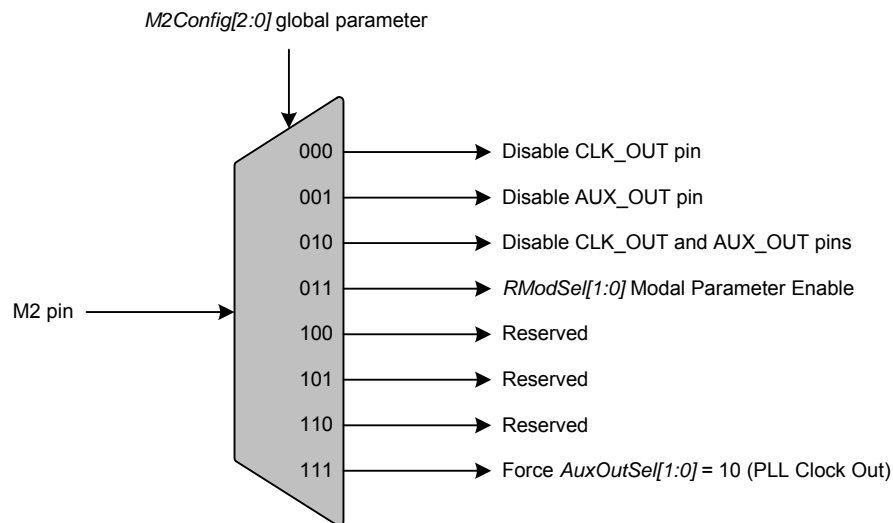 M2Config[2:0] global parameter
000 Disable CLK_OUT pin
001 Disable AUX_OUT pin
010 Disable CLK_OUT and AUX_OUT pins
011 RModSel[1:0] Modal Parameter Enable
M2 pin
100 Reserved
101 Reserved
110 Reserved
111 Force AuxOutSel[1:0] = 10 (PLL Clock Out)